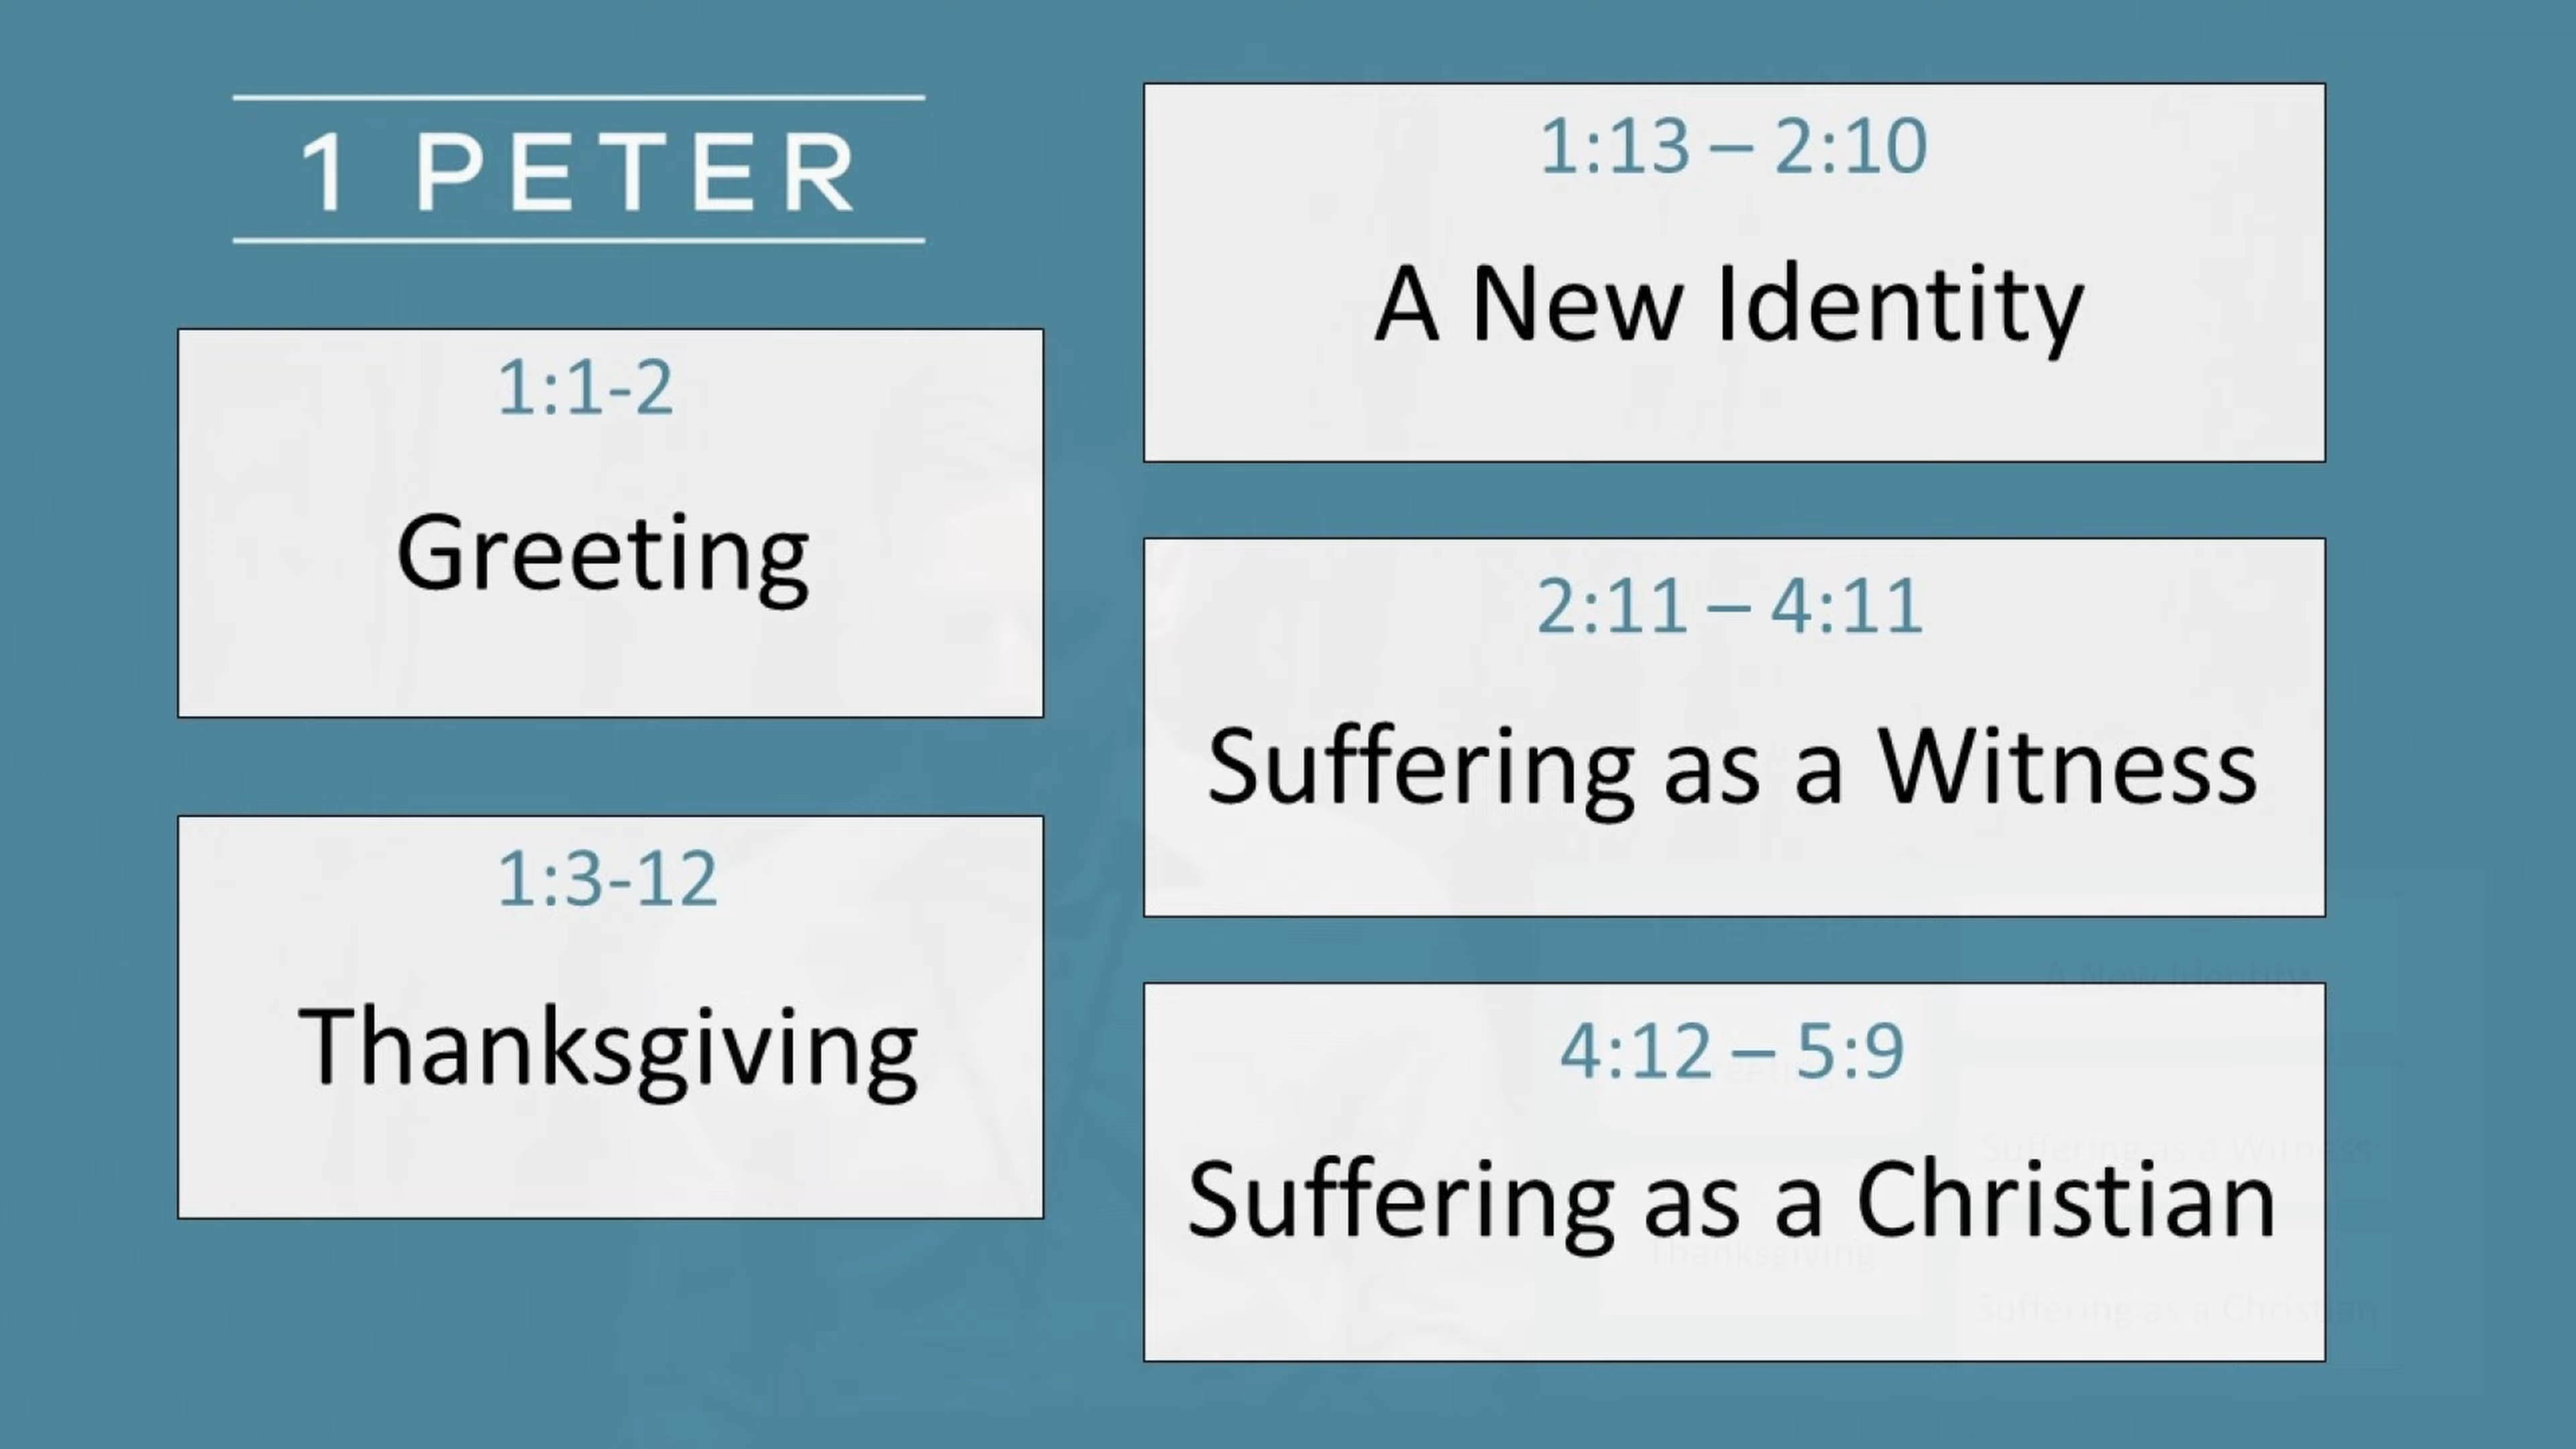 1 PETER
1:1-2
Greeting
1:3-12
Thanksgiving
1:13 – 2:10
A New Identity
2:11 – 4:11
Suffering as a Witness
4:12 – 5:9
Suffering as a Christian